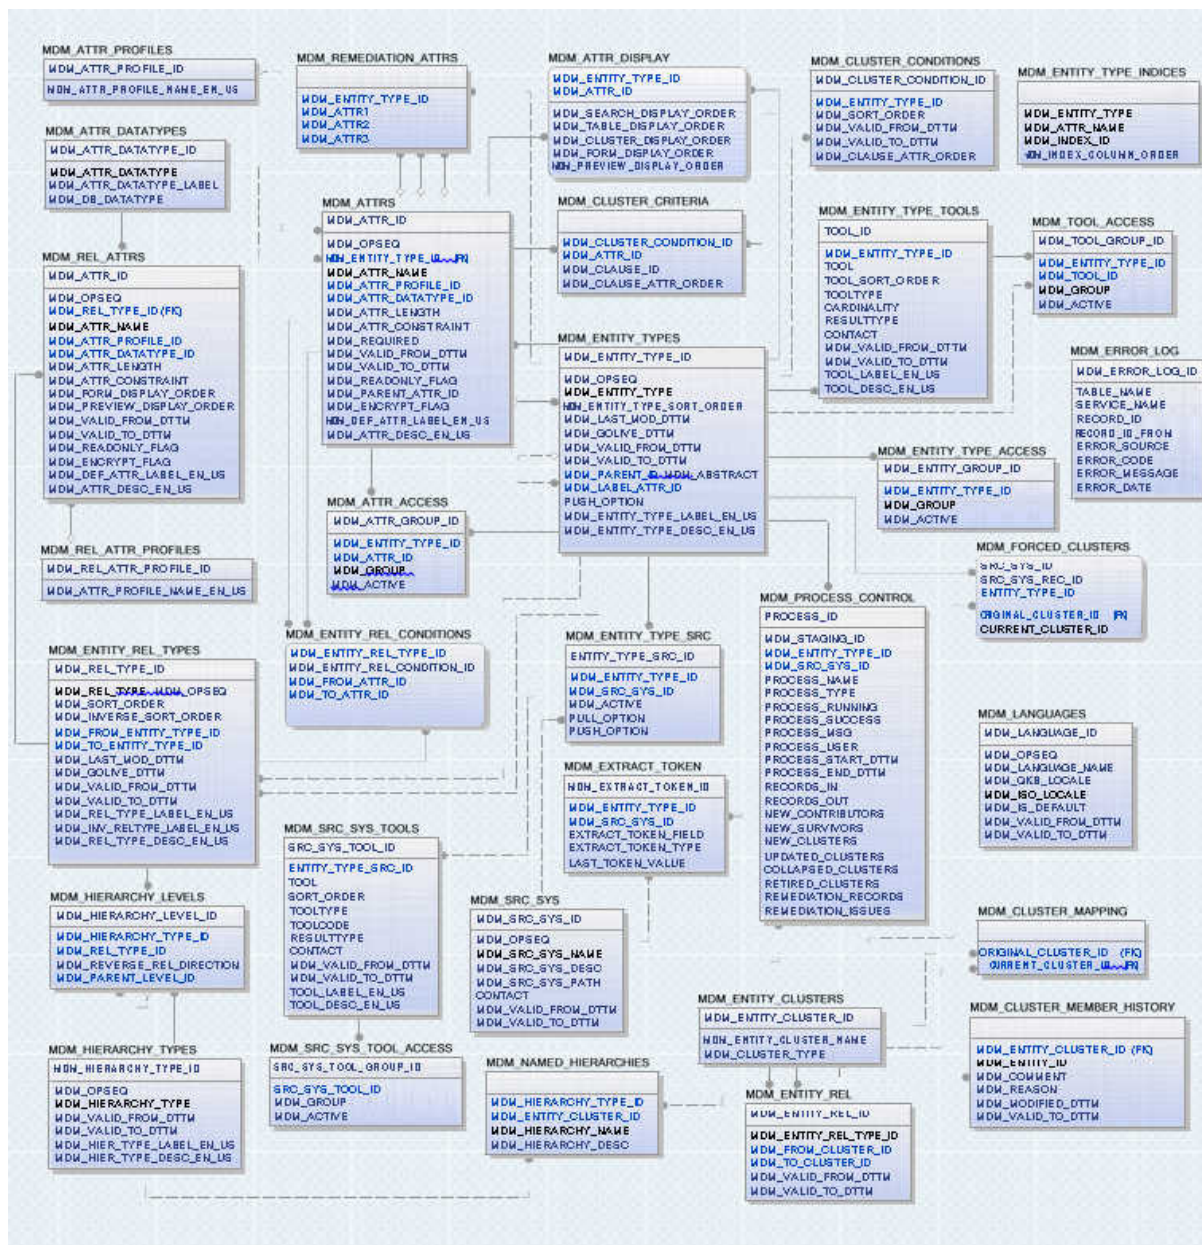 MDM_ATTR_PROFILES
MDM_ATTR_PROFILE_ID
MDM_ATTR_PROFILE_NAME_EN_US
MDM_ATTR_DATATYPES
MDM_ATTR_DATATYPE_ID
MDM_ATTR_DATATYPE
MDM_ATTR_DATATYPE_LABEL
MDM_DB_DATATYPE
MDM_REL_ATTRS
MDM_ATTR_ID
MDM_OPSEQ
MDM_REL_TYPE_ID (FK)
MDM_ATTR_NAME
MDM_ATTR_PROFILE_ID
MDM_ATTR_DATATYPE_ID
MDM_ATTR_LENGTH
MDM_ATTR_CONSTRAINT
MDM_FORM_DISPLAY_ORDER
MDM_PREVIEW_DISPLAY_ORDER
MDM_VALID_FROM_DTTM
MDM_VALID_TO_DTTM
MDM_READONLY_FLAG
MDM_ENCRYPT_FLAG
MDM_DEF_ATTR_LABEL_EN_US
MDM_ATTR_DESC_EN_US
MDM_REL_ATTR_PROFILES
MDM_REL_ATTR_PROFILE_ID
MDM_ATTR_PROFILE_NAME_EN_US
MDM_ENTITY_REL_TYPES
MDM_REL_TYPE_ID
MDM_REL_TYPE_MDM_OPSEQ
MDM_SORT_ORDER
MDM_INVERSE_SORT_ORDER
MDM_FROM_ENTITY_TYPE_ID
MDM_TO_ENTITY_TYPE_ID
MDM_LAST_MOD_DTTM
MDM_GOLIVE_DTTM
MDM_VALID_FROM_DTTM
MDM_VALID_TO_DTTM
MDM_REL_TYPE_LABEL_EN_US
MDM_INV_RELTYPE_LABEL_EN_US
MDM_REL_TYPE_DESC_EN_US
MDM_HIERARCHY_LEVELS
MDM_HIERARCHY_LEVEL_ID
MDM_HIERARCHY_TYPE_ID
MDM_REL_TYPE_ID
MDM_REVERSE_REL_DIRECTION
MDM_PARENT_LEVEL_ID
MDM_HIERARCHY_TYPES
MDM_HIERARCHY_TYPE_ID
MDM_OPSEQ
MDM_HIERARCHY_TYPE
MDM_VALID_FROM_DTTM
MDM_VALID_TO_DTTM
MDM_HIER_TYPE_LABEL_EN_US
MDM_HIER_TYPE_DESC_EN_US
MDM_REMEDIATION_ATTRS
MDM_ENTITY_TYPE_ID
MDM_ATTR1
MDM_ATTR2
MDM_ATTR3
MDM_ATTRS
MDM_ATTR_ID
MDM_OPSEQ
MDM_ENTITY_TYPE_ID (FK)
MDM_ATTR_NAME
MDM_ATTR_PROFILE_ID
MDM_ATTR_DATATYPE_ID
MDM_ATTR_LENGTH
MDM_ATTR_CONSTRAINT
MDM_REQUIRED
MDM_VALID_FROM_DTTM
MDM_VALID_TO_DTTM
MDM_READONLY_FLAG
MDM_PARENT_ATTR_ID
MDM_ENCRYPT_FLAG
MDM_DEF_ATTR_LABEL_EN_US
MDM_ATTR_DESC_EN_US
MDM_ATTR_ACCESS
MDM_ATTR_GROUP_ID
MDM_ENTITY_TYPE_ID
MDM_ATTR_ID
MDM_GROUP
MDM_ACTIVE
MDM_ENTITY_REL_CONDITIONS
MDM_ENTITY_REL_TYPE_ID
MDM_ENTITY_REL_CONDITION_ID
MDM_FROM_ATTR_ID
MDM_TO_ATTR_ID
MDM_SRC_SYS_TOOLS
SRC_SYS_TOOL_ID
ENTITY_TYPE_SRC_ID
TOOL
SORT_ORDER
TOOLTYPE
TOOLCODE
RESULTTYPE
CONTACT
MDM_VALID_FROM_DTTM
MDM_VALID_TO_DTTM
TOOL_LABEL_EN_US
TOOL_DESC_EN_US
MDM_SRC_SYS_TOOL_ACCESS
SRC_SYS_TOOL_GROUP_ID
SRC_SYS_TOOL_ID
MDM_GROUP
MDM_ACTIVE
MDM_ATTR_DISPLAY
MDM_ENTITY_TYPE_ID
MDM_ATTR_ID
MDM_SEARCH_DISPLAY_ORDER
MDM_TABLE_DISPLAY_ORDER
MDM_CLUSTER_DISPLAY_ORDER
MDM_FORM_DISPLAY_ORDER
MDM_PREVIEW_DISPLAY_ORDER
MDM_CLUSTER_CRITERIA
MDM_CLUSTER_CONDITION_ID
MDM_ATTR_ID
MDM_CLAUSE_ID
MDM_CLAUSE_ATTR_ORDER
MDM_ENTITY_TYPES
MDM_ENTITY_TYPE_ID
MDM_OPSEQ
MDM_ENTITY_TYPE
MDM_ENTITY_TYPE_SORT_ORDER
MDM_LAST_MOD_DTTM
MDM_GOLIVE_DTTM
MDM_VALID_FROM_DTTM
MDM_VALID_TO_DTTM
MDM_PARENT_ID_MDM_ABSTRACT
MDM_LABEL_ATTR_ID
PUSH_OPTION
MDM_ENTITY_TYPE_LABEL_EN_US
MDM_ENTITY_TYPE_DESC_EN_US
MDM_ENTITY_TYPE_SRC
ENTITY_TYPE_SRC_ID
MDM_ENTITY_TYPE_ID
MDM_SRC_SYS_ID
MDM_ACTIVE
PULL_OPTION
PUSH_OPTION
MDM_EXTRACT_TOKEN
MDM_EXTRACT_TOKEN_ID
MDM_ENTITY_TYPE_ID
MDM_SRC_SYS_ID
EXTRACT_TOKEN_FIELD
EXTRACT_TOKEN_TYPE
LAST_TOKEN_VALUE
MDM_SRC_SYS
MDM_SRC_SYS_ID
MDM_OPSEQ
MDM_SRC_SYS_NAME
MDM_SRC_SYS_DESC
MDM_SRC_SYS_PATH
CONTACT
MDM_VALID_FROM_DTTM
MDM_VALID_TO_DTTM
MDM_NAMED_HIERARCHIES
MDM_HIERARCHY_TYPE_ID
MDM_ENTITY_CLUSTER_ID
MDM_HIERARCHY_NAME
MDM_HIERARCHY_DESC
MDM_CLUSTER_CONDITIONS
MDM_CLUSTER_CONDITION_ID
MDM_ENTITY_TYPE_ID
MDM_SORT_ORDER
MDM_VALID_FROM_DTTM
MDM_VALID_TO_DTTM
MDM_CLAUSE_ATTR_ORDER
MDM_ENTITY_TYPE_TOOLS
TOOL_ID
MDM_ENTITY_TYPE_ID
TOOL
TOOL_SORT_ORDER
TOOLTYPE
CARDINALITY
RESULTTYPE
CONTACT
MDM_VALID_FROM_DTTM
MDM_VALID_TO_DTTM
TOOL_LABEL_EN_US
TOOL_DESC_EN_US
MDM_ENTITY_TYPE_ACCESS
MDM_ENTITY_GROUP_ID
MDM_ENTITY_TYPE_ID
MDM_GROUP
MDM_ACTIVE
MDM_PROCESS_CONTROL
PROCESS_ID
MDM_STAGING_ID
MDM_ENTITY_TYPE_ID
MDM_SRC_SYS_ID
PROCESS_NAME
PROCESS_TYPE
PROCESS_RUNNING
PROCESS_SUCCESS
PROCESS_MSG
PROCESS_USER
PROCESS_START_DTTM
PROCESS_END_DTTM
RECORDS_IN
RECORDS_OUT
NEW_CONTRIBUTORS
NEW_SURVIVORS
NEW_CLUSTERS
UPDATED_CLUSTERS
COLLAPSED_CLUSTERS
RETIRED_CLUSTERS
REMEDIATION_RECORDS
REMEDIATION_ISSUES
MDM_ENTITY_CLUSTERS
MDM_ENTITY_CLUSTER_ID
MDM_ENTITY_CLUSTER_NAME
MDM_CLUSTER_TYPE
MDM_ENTITY_REL
MDM_ENTITY_REL_ID
MDM_ENTITY_REL_TYPE_ID
MDM_FROM_CLUSTER_ID
MDM_TO_CLUSTER_ID
MDM_VALID_FROM_DTTM
MDM_VALID_TO_DTTM
MDM_ENTITY_TYPE_INDICES
MDM_ENTITY_TYPE
MDM_ATTR_NAME
MDM_INDEX_ID
MDM_INDEX_COLUMN_ORDER
MDM_TOOL_ACCESS
MDM_TOOL_GROUP_ID
MDM_ENTITY_TYPE_ID
MDM_TOOL_ID
MDM_GROUP
MDM_ACTIVE
MDM_ERROR_LOG
MDM_ERROR_LOG_ID
TABLE_NAME
SERVICE_NAME
RECORD_ID
RECORD_ID_FROM
ERROR_SOURCE
ERROR_CODE
ERROR_MESSAGE
ERROR_DATE
MDM_FORCED_CLUSTERS
SRC_SYS_ID
SRC_SYS_REC_ID
ENTITY_TYPE_ID
ORIGINAL_CLUSTER_ID (FK)
CURRENT_CLUSTER_ID
MDM_LANGUAGES
MDM_LANGUAGE_ID
MDM_OPSEQ
MDM_LANGUAGE_NAME
MDM_QKB_LOCALE
MDM_ISO_LOCALE
MDM_IS_DEFAULT
MDM_VALID_FROM_DTTM
MDM_VALID_TO_DTTM
MDM_CLUSTER_MAPPING
ORIGINAL_CLUSTER_ID (FK)
CURRENT_CLUSTER_ID (FK)
MDM_CLUSTER_MEMBER_HISTORY
MDM_ENTITY_CLUSTER_ID (FK)
MDM_ENTITY_ID
MDM_COMMENT
MDM_REASON
MDM_MODIFIED_DTTM
MDM_VALID_TO_DTTM